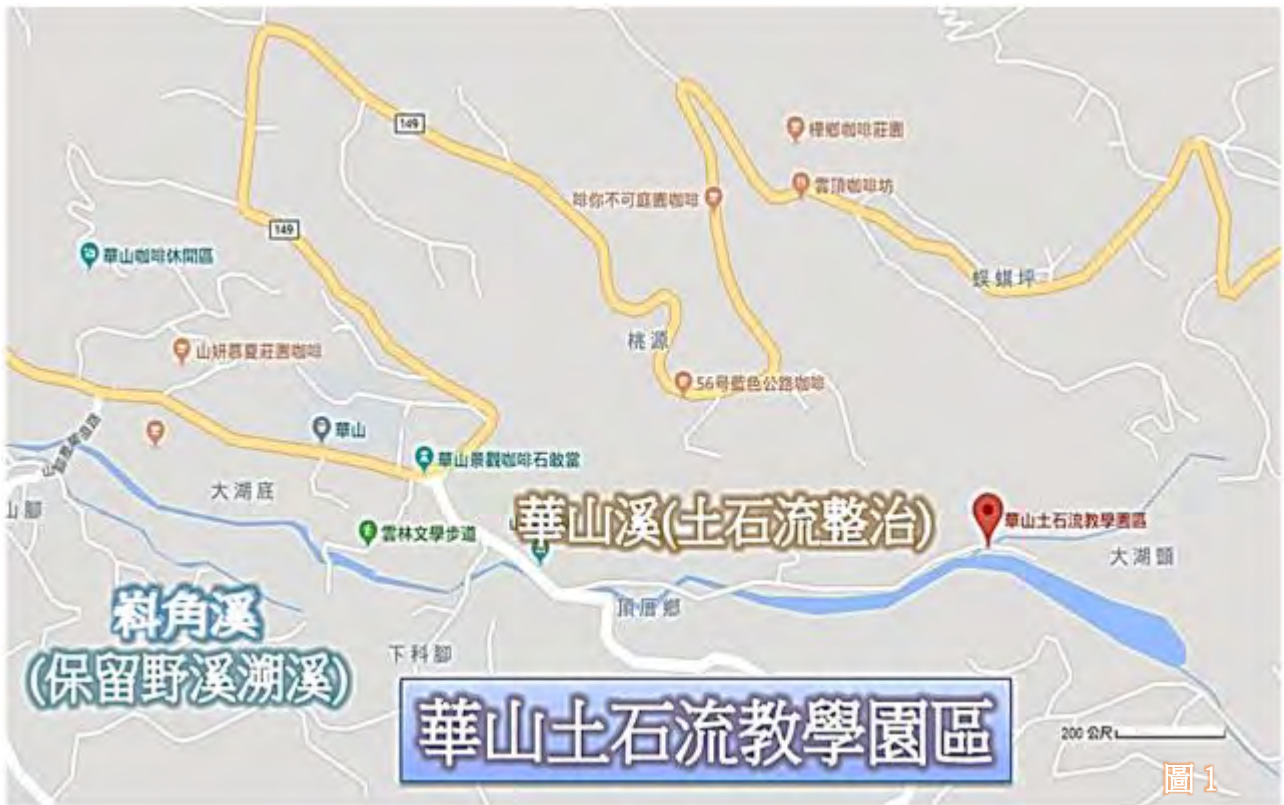 149
樟鄉咖啡莊園
啡你不可庭園咖啡
雲頂咖啡坊
149
華山咖啡休閒區
蜈蜞坪
桃源
山妍慕夏莊園咖啡
56号藍色公路咖啡
華山
華山景觀咖啡石敢當
大湖底
山腳
華山溪(土石流整治)
華山土石流教學園區
雲林文學步道
大湖頭
科角溪
(保留野溪溯溪)
頂厝鄉
下科腳
華山土石流教學園區
200 公尺
圖 1